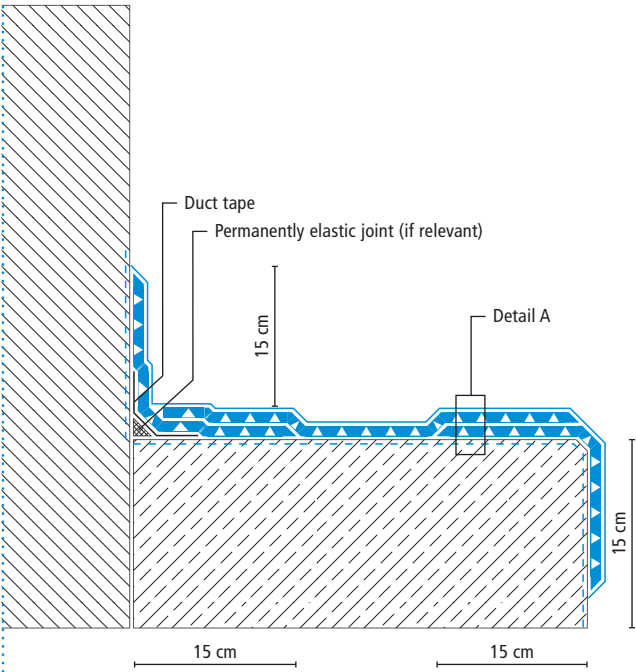 Duct tape
Permanently elastic joint (if relevant)
15 cm
Detail A
15 cm
15 cm
15 cm